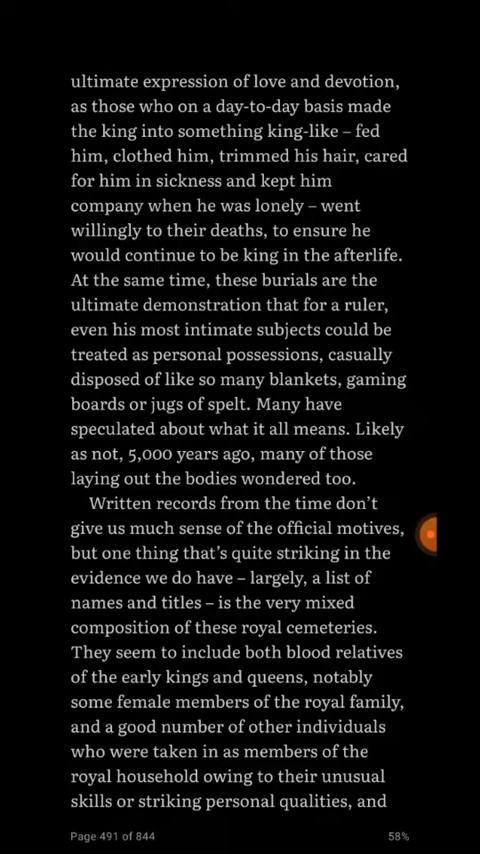 ultimate expression of love and devotion,
as those who on a day-to-day basis made
the king into something king-like – fed
him, clothed him, trimmed his hair, cared
for him in sickness and kept him
company when he was lonely – went
willingly to their deaths, to ensure he
would continue to be king in the afterlife.
At the same time, these burials are the
ultimate demonstration that for a ruler,
even his most intimate subjects could be
treated as personal possessions, casually
disposed of like so many blankets, gaming
boards or jugs of spelt. Many have
speculated about what it all means. Likely
as not, 5,000 years ago, many of those
laying out the bodies wondered too.
Written records from the time don’t
give us much sense of the official motives,
but one thing that’s quite striking in the
evidence we do have – largely, a list of
names and titles – is the very mixed
composition of these royal cemeteries.
They seem to include both blood relatives
of the early kings and queens, notably
some female members of the royal family,
and a good number of other individuals
who were taken in as members of the
royal household owing to their unusual
skills or striking personal qualities, and
Page 491 of 844
58%